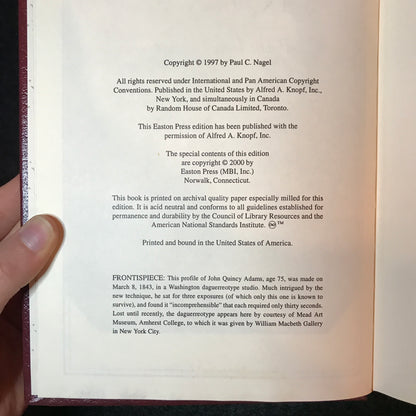 Copyright © 1997 by Paul C. Nagel
All rights reserved under International and Pan American Copyright
Conventions. Published in the United States by Alfred A. Knopf, Inc.,
New York, and simultaneously in Canada
by Random House of Canada Limited, Toronto.
This Easton Press edition has been published with the
permission of Alfred A. Knopf, Inc.
The special contents of this edition
are copyright © 2000 by
Easton Press (MBI, Inc.)
Norwalk, Connecticut.
This book is printed on archival quality paper especially milled for this
edition. It is acid neutral and conforms to all guidelines established for
permanence and durability by the Council of Library Resources and the
American National Standards Institute. ♾™
Printed and bound in the United States of America.
FRONTISPIECE: This profile of John Quincy Adams, age 75, was made on
March 8, 1843, in a Washington daguerreotype studio. Much intrigued by the
new technique, he sat for three exposures (of which only this one is known to
survive), and found it "incomprehensible" that each required only thirty seconds.
Lost until recently, the daguerreotype appears here by courtesy of Mead Art
Museum, Amherst College, to which it was given by William Macbeth Gallery
in New York City.